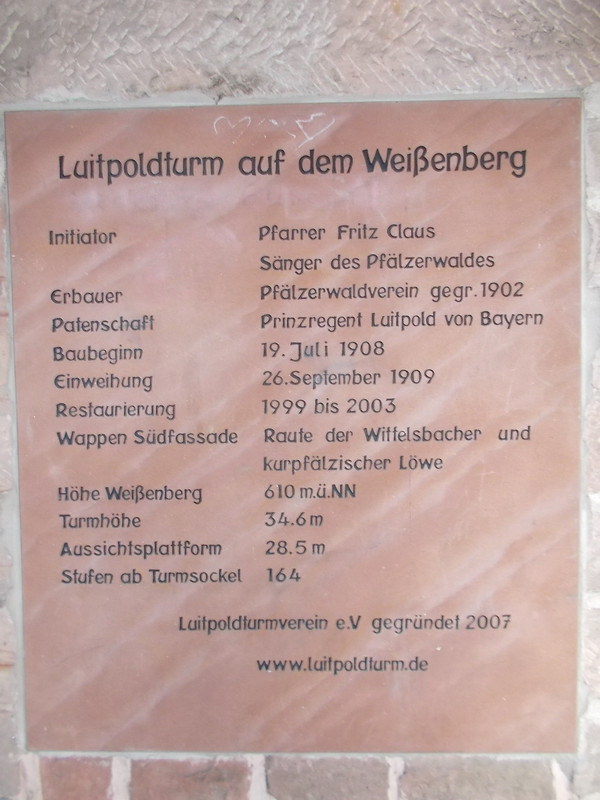 Luitpoldturm auf dem Weißenberg
Initiator Pfarrer Fritz Claus
Sänger des Pfälzerwaldes
Erbauer Pfälzerwaldverein gegr.1902
Patenschaft Prinzregent Luitpold von Bayern
Baubeginn 19. Juli 1908
Einweihung 26.September 1909
Restaurierung 1999 bis 2003
Wappen Südfassade Raute der Wittelsbacher und
kurpfälzischer Löwe
Höhe Weißenberg 610 m.ü.NN
Turmhöhe 34.6 m
Aussichtsplattform 28.5 m
Stufen ab Turmsockel 164
Luitpoldturmverein e.V gegründet 2007
www.luitpoldturm.de